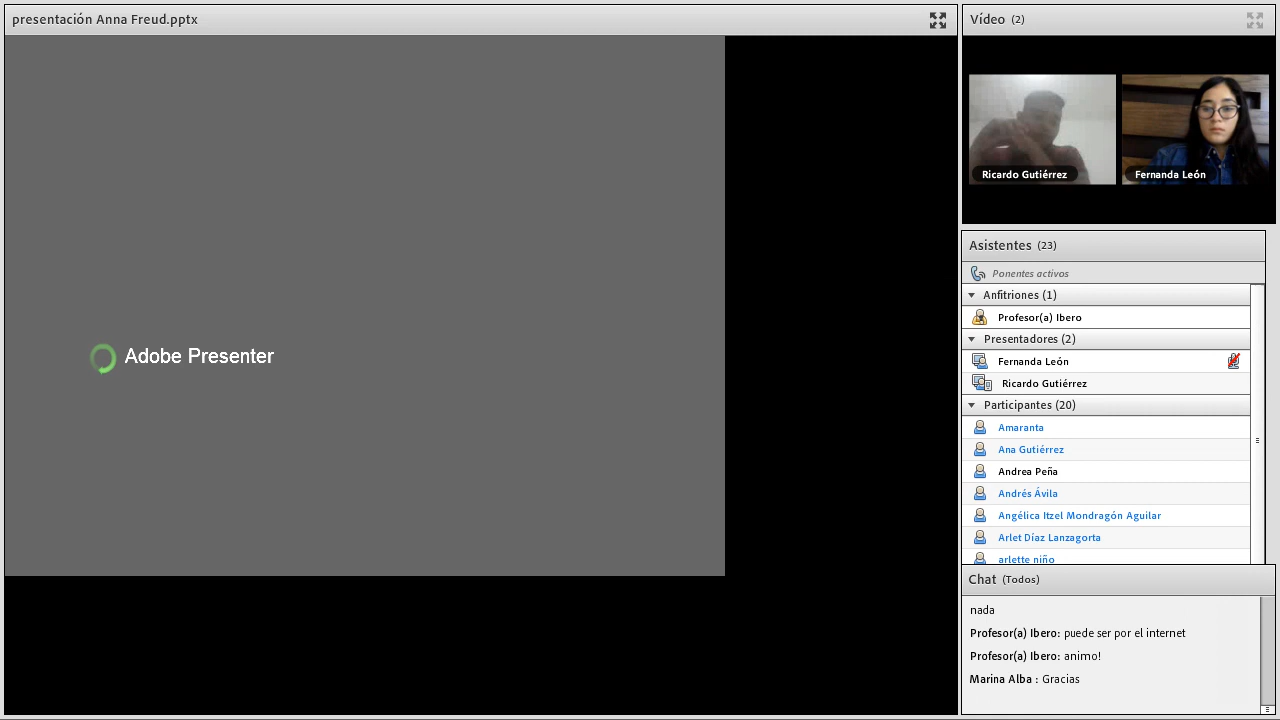 presentación Anna Freud.pptx
Adobe Presenter
Vídeo (2)
Ricardo Gutiérrez
Fernanda León
Asistentes (23)
Ponentes activos
Anfitriones (1)
Profesor(a) Ibero
Presentadores (2)
Fernanda León
Ricardo Gutiérrez
Participantes (20)
Amaranta
Ana Gutiérrez
Andrea Peña
Andrés Ávila
Angélica Itzel Mondragón Aguilar
Arlet Díaz Lanzagorta
arlette niño
Chat (Todos)
nada
Profesor(a) Ibero: puede ser por el internet
Profesor(a) Ibero: animo!
Marina Alba : Gracias